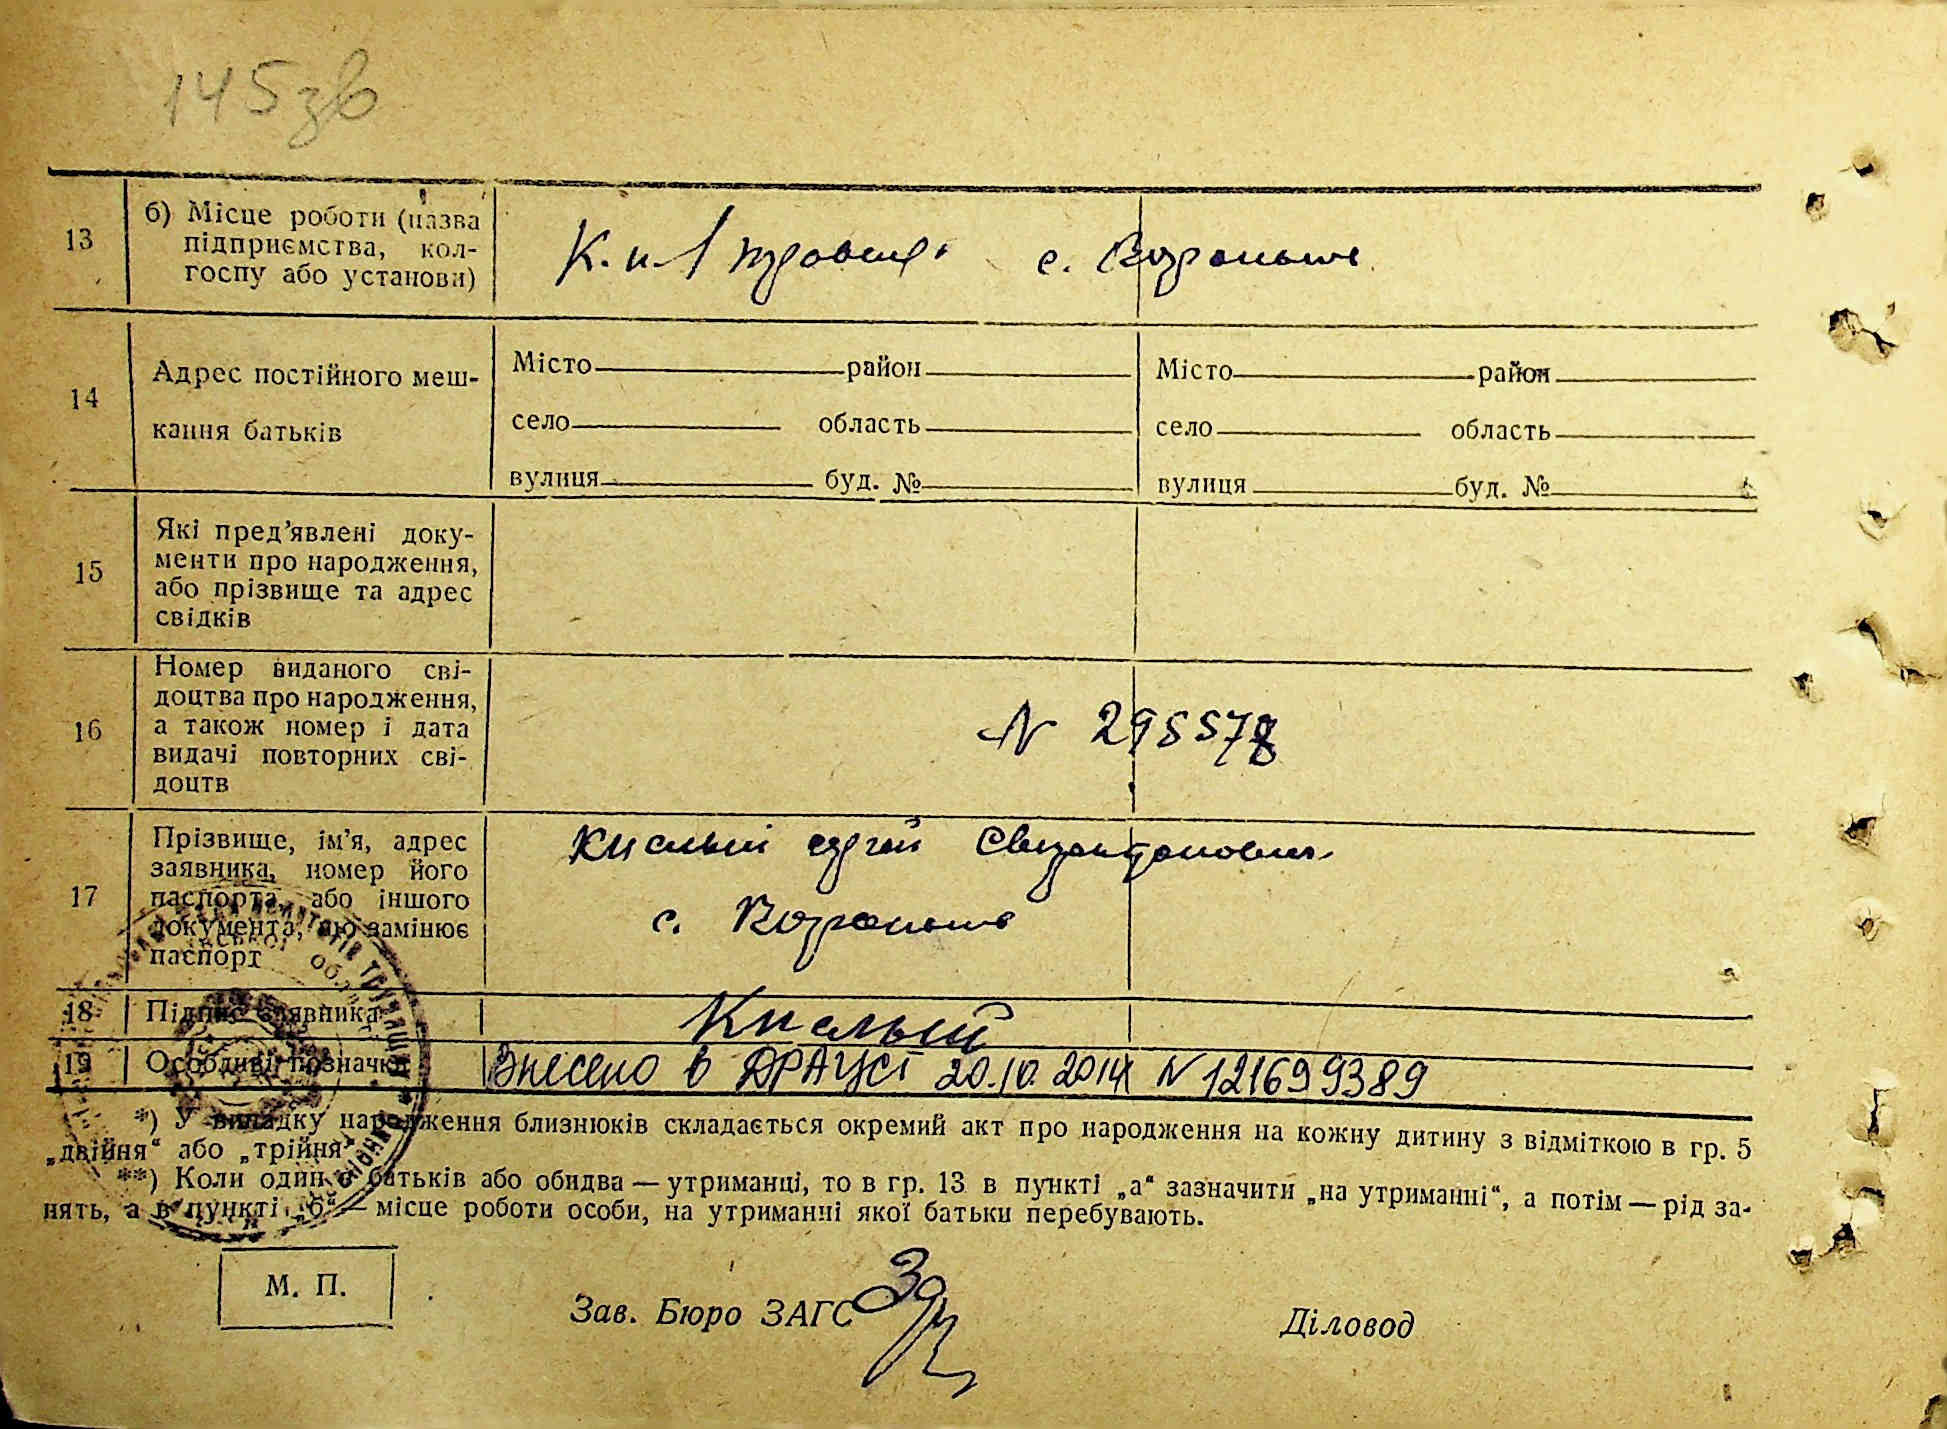 145зв
13
б) Місце роботи (назва
підприємства, кол-
госпу або установи)
К. и. 1 травня с.
14
Адрес постійного меш-
кання батьків
Місто район
село область
вулиця буд. №
Місто район
село область
вулиця буд. №
15
Які пред’явлені доку-
менти про народження,
або прізвище та адрес
свідків
16
Номер виданого сві-
доцтва про народження,
а також номер і дата
видачі повторних сві-
доцтв
N 295578
17
Прізвище, ім’я, адрес
заявника, номер його
паспорта, або іншого
документа, що замінює
паспорт
с.
18
Підпис заявника
19
Особливі позначки
Внесено в ДРАЦСГ 20.10.2014 N 121699389
*) У випадку народження близнюків складається окремий акт про народження на кожну дитину з відміткою в гр. 5
„двійня“ або „трійня“.
**) Коли один з батьків або обидва — утриманці, то в гр. 13 в пункті „а“ зазначити „на утриманні“, а потім — рід за-
нять, а в пункті „б“ — місце роботи особи, на утриманні якої батьки перебувають.
М. П.
Зав. Бюро ЗАГС
Діловод